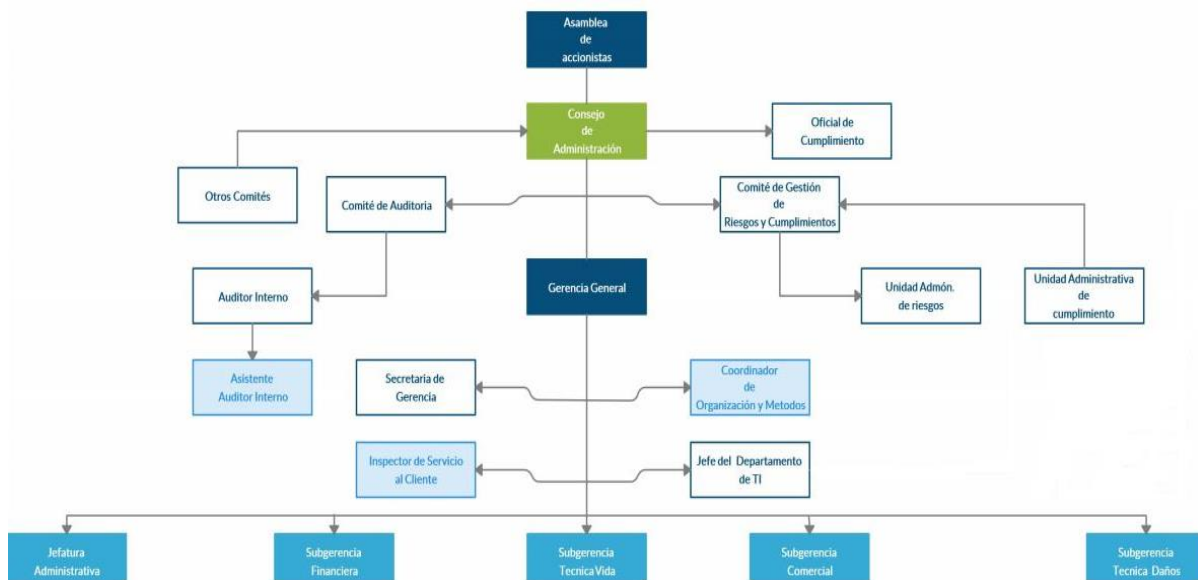 Asamblea
de
accionistas
Consejo
de
Administración
Oficial de
Cumplimiento
Otros Comités
Comité de Auditoria
Comité de Gestión
de
Riesgos y Cumplimientos
Auditor Interno
Gerencia General
Unidad Admón.
de riesgos
Unidad Administrativa
de
cumplimiento
Asistente
Auditor Interno
Secretaria de
Gerencia
Coordinador
de
Organización y Metodos
Inspector de Servicio
al Cliente
Jefe del Departamento
de TI
Jefatura
Administrativa
Subgerencia
Financiera
Subgerencia
Tecnica Vida
Subgerencia
Comercial
Subgerencia
Tecnica Daños